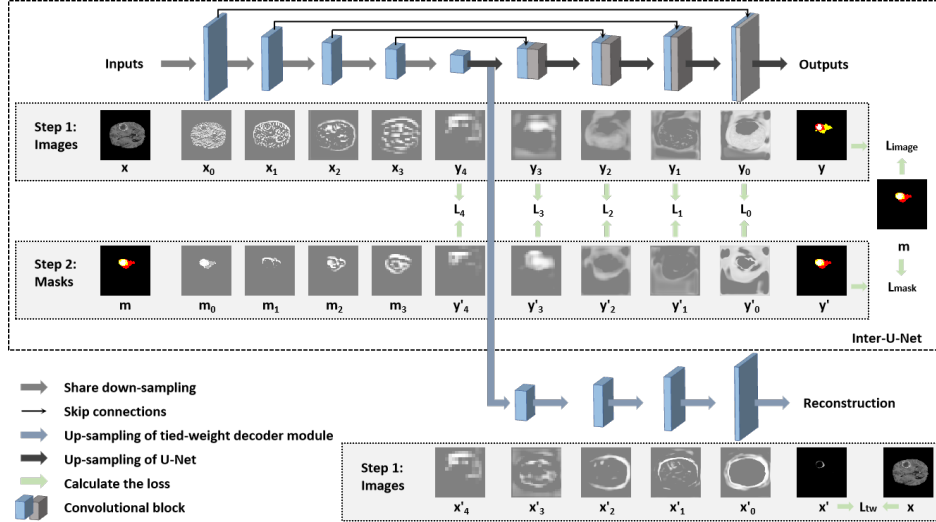 Inputs
Outputs
Step 1:
Images
x
x0
x1
x2
x3
y4
y3
y2
y1
y0
y
Limage
L4
L3
L2
L1
L0
m
Step 2:
Masks
m
m0
m1
m2
m3
y'4
y'3
y'2
y'1
y'0
y'
Lmask
Inter-U-Net
Share down-sampling
Skip connections
Up-sampling of tied-weight decoder module
Up-sampling of U-Net
Calculate the loss
Convolutional block
Reconstruction
Step 1:
Images
x'4
x'3
x'2
x'1
x'0
x'
Ltw
x